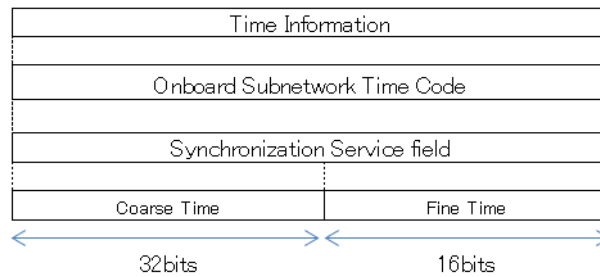 Time Information
Onboard Subnetwork Time Code
Synchronization Service field
Coarse Time Fine Time
32bits 16bits